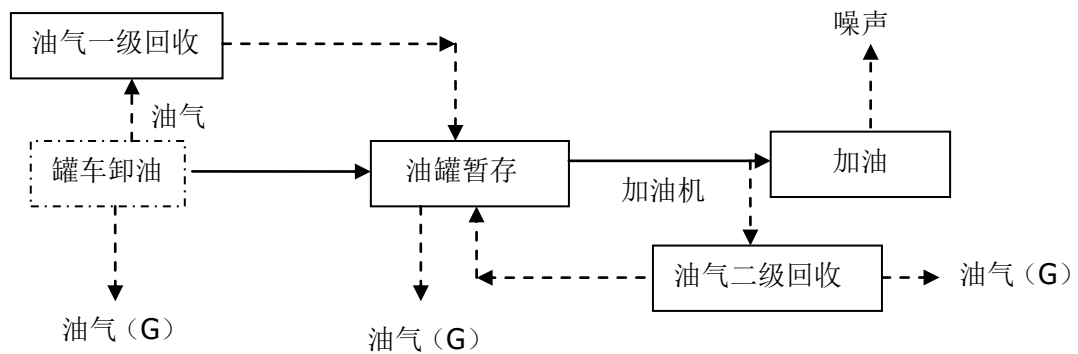 噪声
油气一级回收
油气
罐车卸油
油罐暂存
加油机
加油
油气二级回收
油气（G）
油气（G）
油气（G）